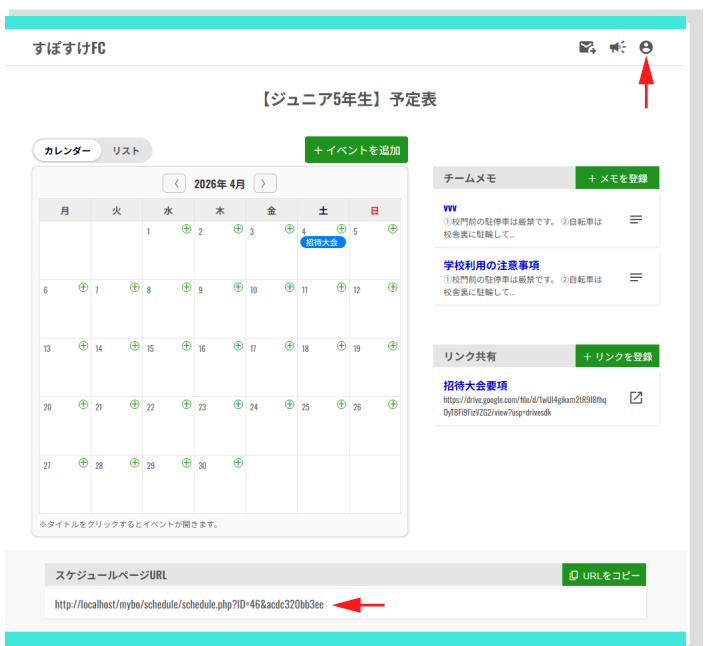 すぽすけFC
【ジュニア5年生】予定表
カレンダー リスト
+ イベントを追加
2026年 4月
月 火 水 木 金 土 日
1 2 3 4 5
招待大会
6 7 8 9 10 11 12
13 14 15 16 17 18 19
20 21 22 23 24 25 26
27 28 29 30
※タイトルをクリックするとイベントが開きます。
チームメモ
+ メモを登録
vvv
①校門前の駐停車は厳禁です。 ②自転車は
校舎裏に駐輪して…
学校利用の注意事項
①校門前の駐停車は厳禁です。 ②自転車は
校舎裏に駐輪して…
リンク共有
+ リンクを登録
招待大会要項
https://drive.google.com/file/d/1wUI4gikxm2tR9I8fhq
OyT8Fi9FizVZG2/view?usp=drivesdk
スケジュールページURL
URLをコピー
http://localhost/mybo/schedule/schedule.php?ID=46&acdc320bb3ee